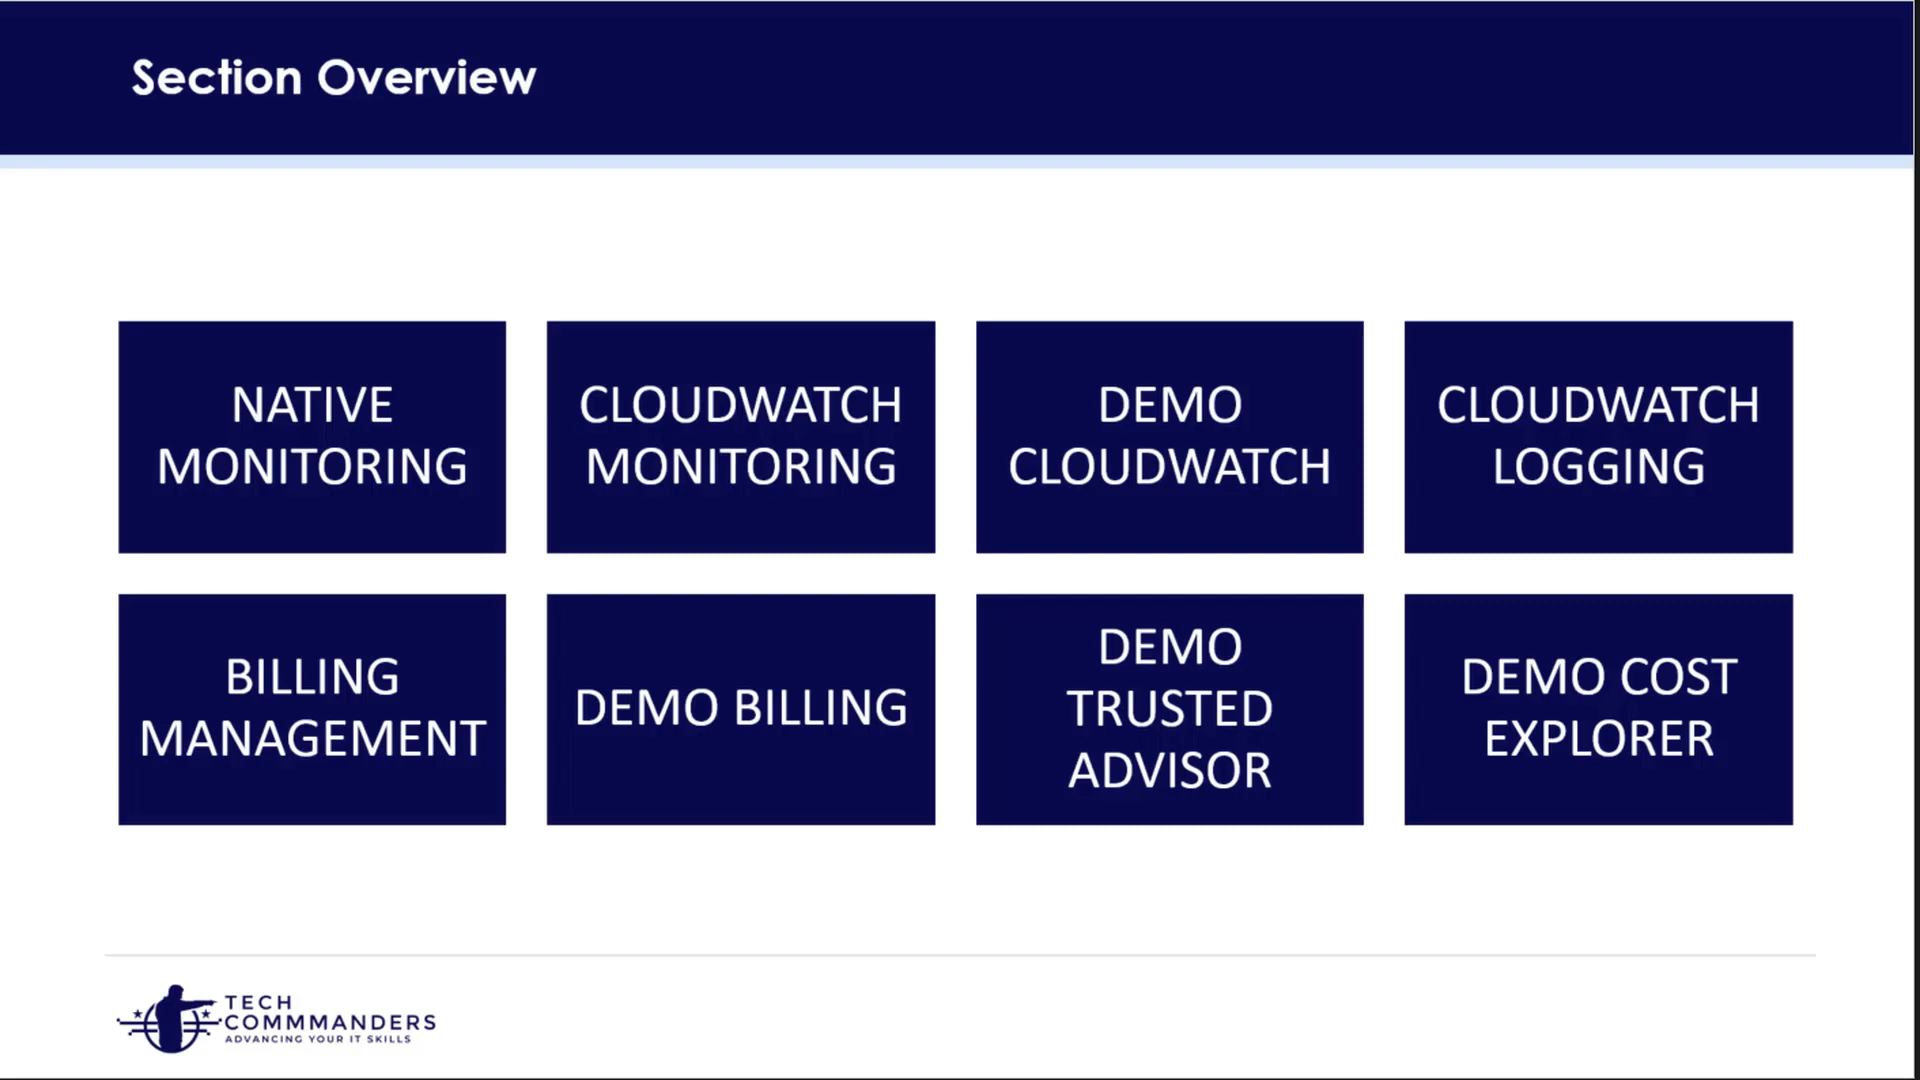 Section Overview
NATIVE
MONITORING
CLOUDWATCH
MONITORING
DEMO
CLOUDWATCH
CLOUDWATCH
LOGGING
BILLING
MANAGEMENT
DEMO BILLING
DEMO
TRUSTED
ADVISOR
DEMO COST
EXPLORER
TECH
COMMMANDERS
ADVANCING YOUR IT SKILLS